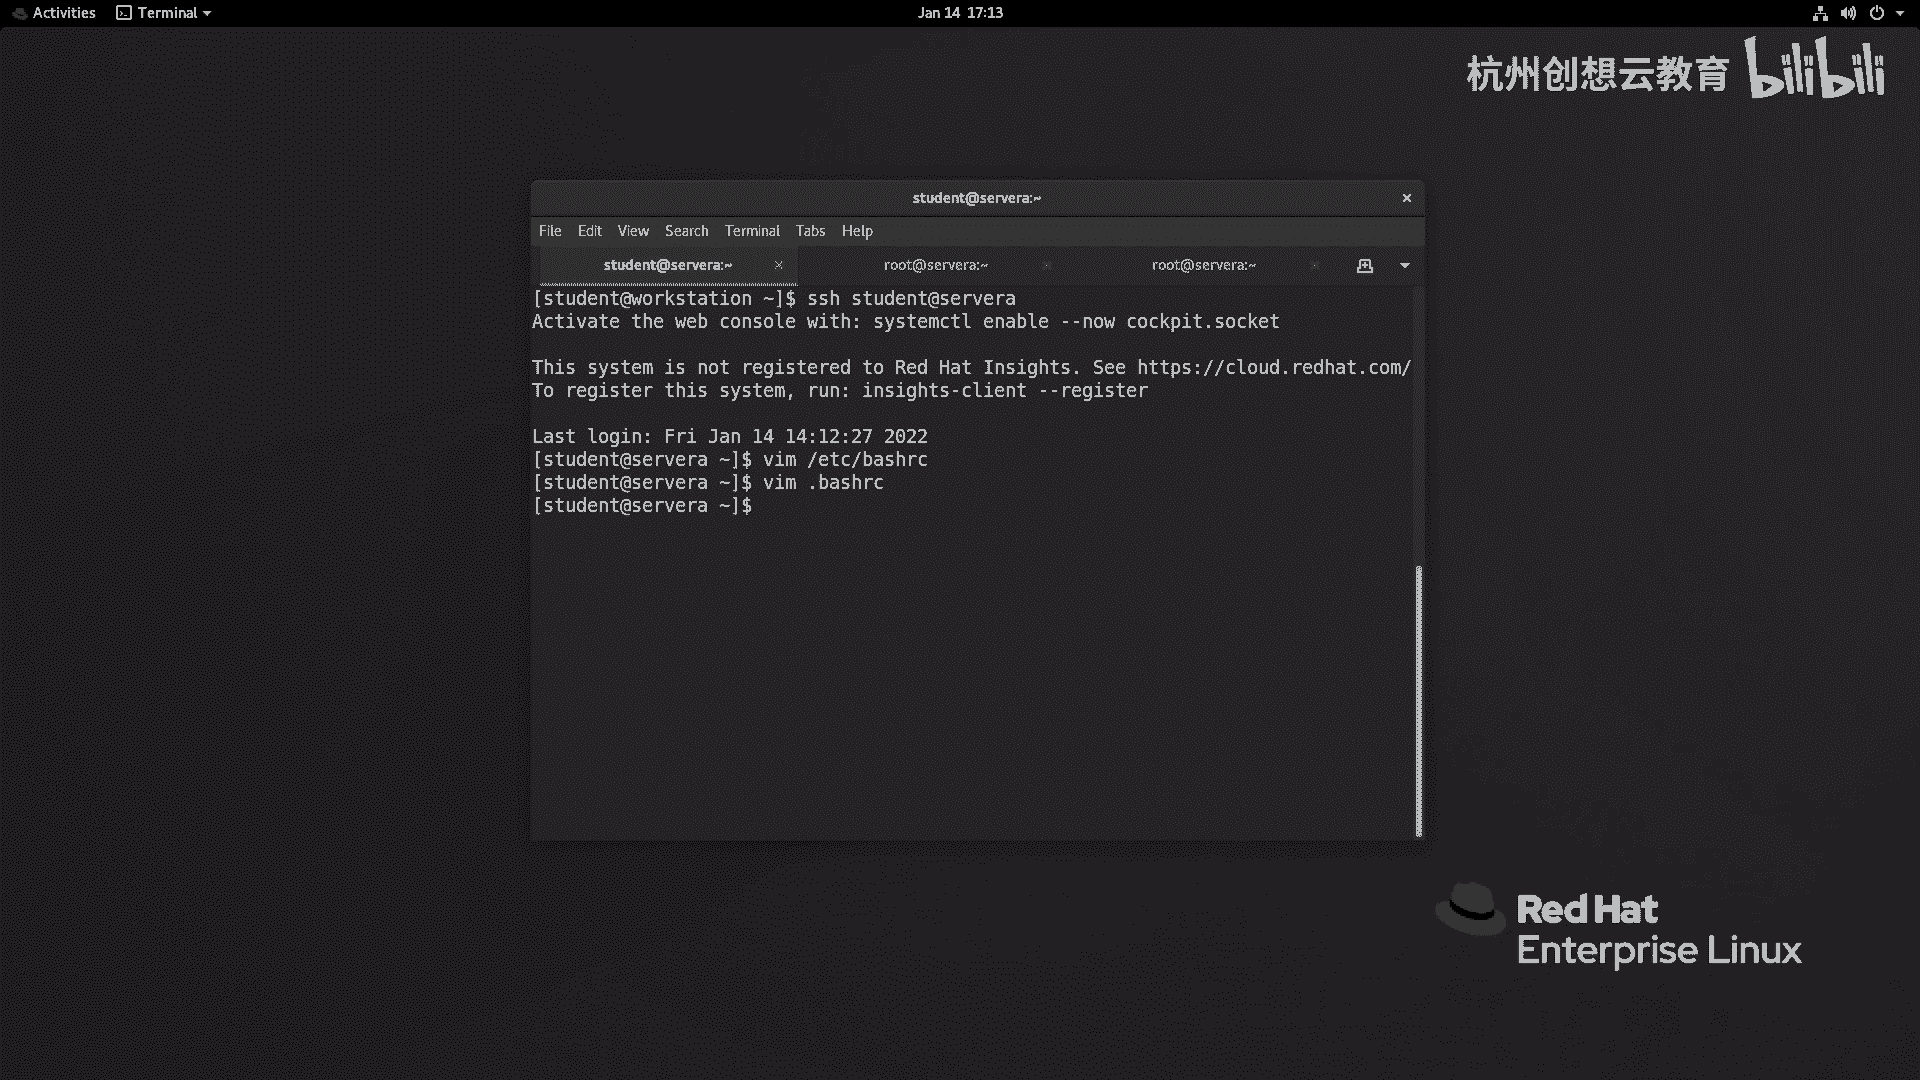 Activities Terminal Jan 14 17:13
杭州创想云教育 bilibili
student@servera:~
File Edit View Search Terminal Tabs Help
student@servera:~ root@servera:~ root@servera:~
[student@workstation ~]$ ssh student@servera
Activate the web console with: systemctl enable --now cockpit.socket
This system is not registered to Red Hat Insights. See https://cloud.redhat.com/
To register this system, run: insights-client --register
Last login: Fri Jan 14 14:12:27 2022
[student@servera ~]$ vim /etc/bashrc
[student@servera ~]$ vim .bashrc
[student@servera ~]$
Red Hat
Enterprise Linux